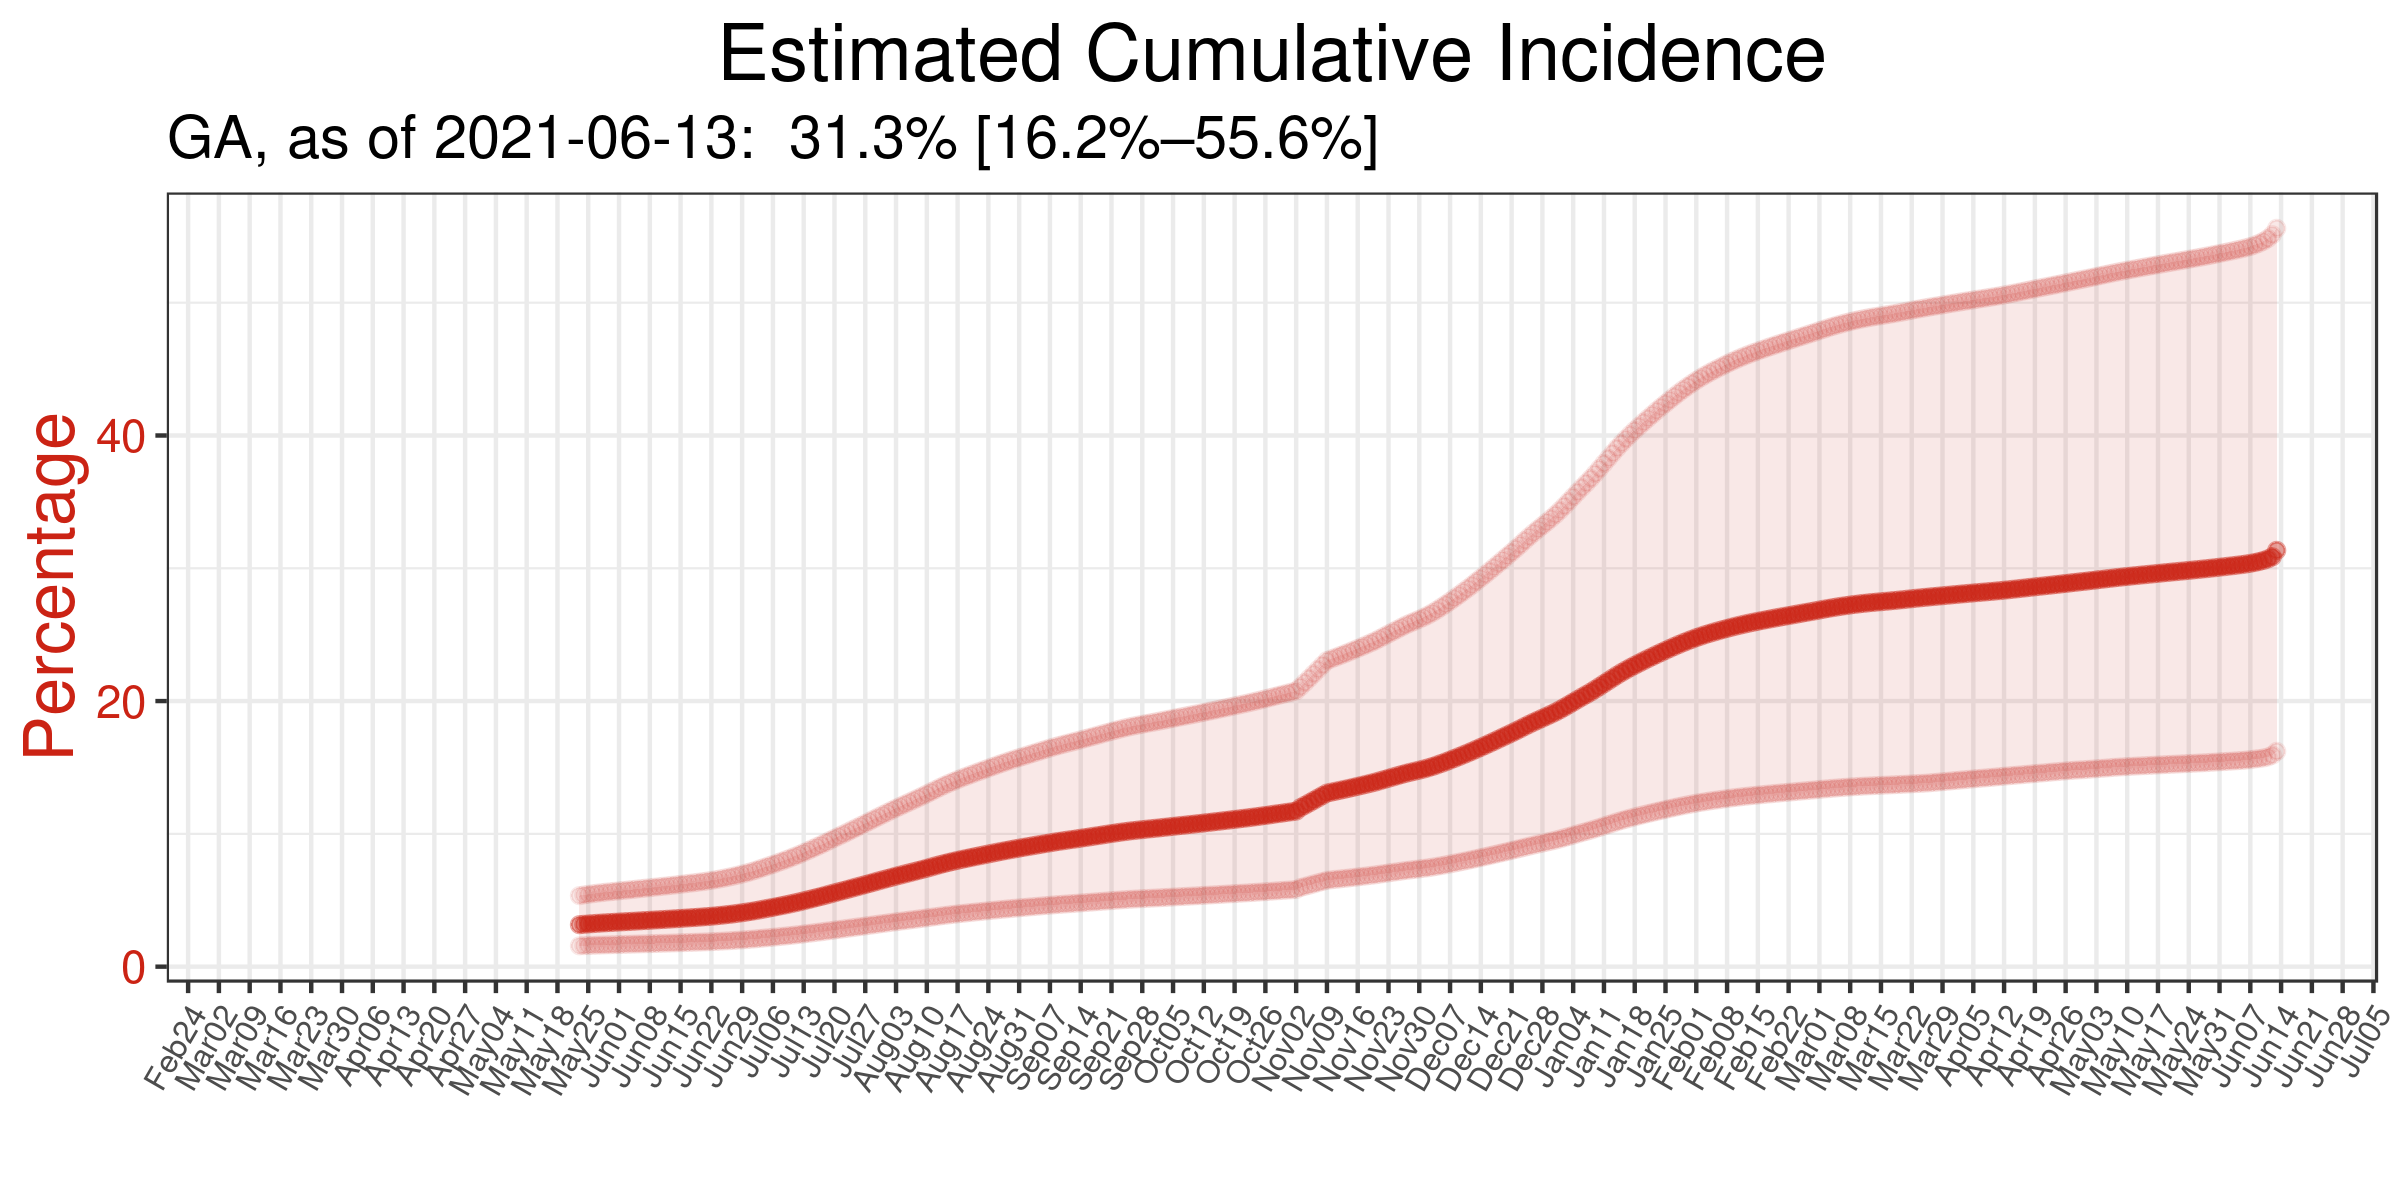 Estimated Cumulative Incidence
GA, as of 2021-06-13:  31.3% [16.2%–55.6%]
Percentage
40
20
0
Feb24
Mar02
Mar09
Mar16
Mar23
Mar30
Apr06
Apr13
Apr20
Apr27
May04
May11
May18
May25
Jun01
Jun08
Jun15
Jun22
Jun29
Jul06
Jul13
Jul20
Jul27
Aug03
Aug10
Aug17
Aug24
Aug31
Sep07
Sep14
Sep21
Sep28
Oct05
Oct12
Oct19
Oct26
Nov02
Nov09
Nov16
Nov23
Nov30
Dec07
Dec14
Dec21
Dec28
Jan04
Jan11
Jan18
Jan25
Feb01
Feb08
Feb15
Feb22
Mar01
Mar08
Mar15
Mar22
Mar29
Apr05
Apr12
Apr19
Apr26
May03
May10
May17
May24
May31
Jun07
Jun14
Jun21
Jun28
Jul05